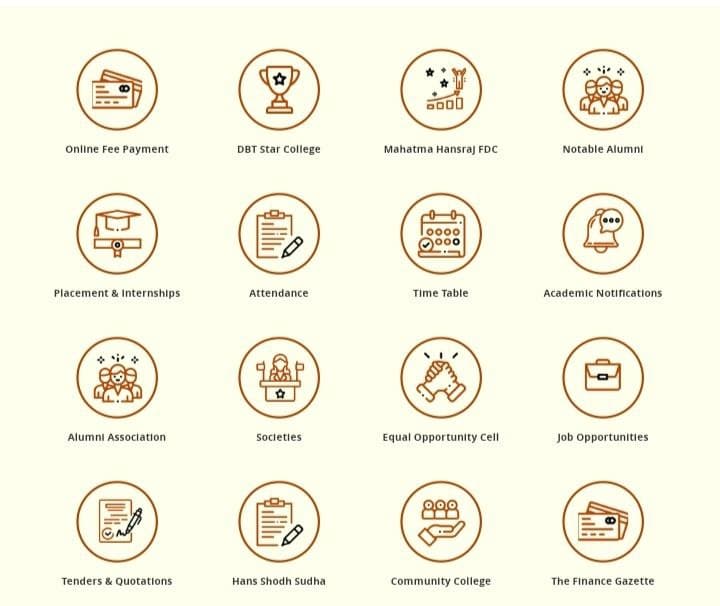 Online Fee Payment
DBT Star College
Mahatma Hansraj FDC
Notable Alumni
Placement & Internships
Attendance
Time Table
Academic Notifications
Alumni Association
Societies
Equal Opportunity Cell
Job Opportunities
Tenders & Quotations
Hans Shodh Sudha
Community College
The Finance Gazette